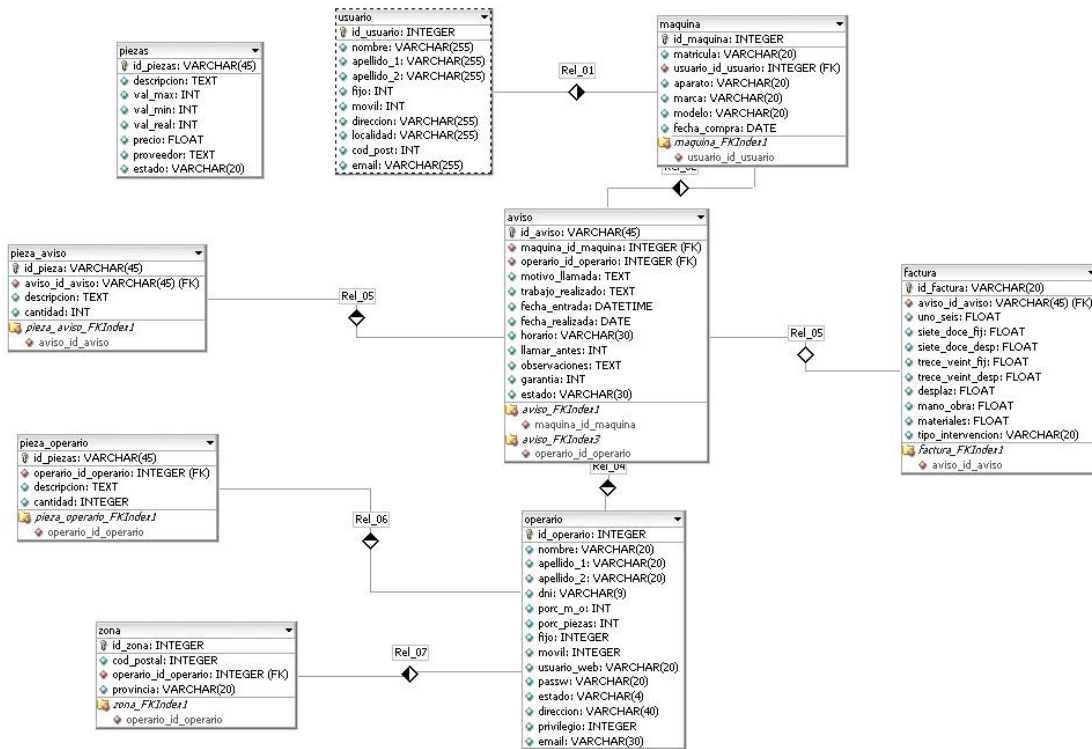 piezas
id_piezas: VARCHAR(45)
descripcion: TEXT
val_max: INT
val_min: INT
val_real: INT
precio: FLOAT
proveedor: TEXT
estado: VARCHAR(20)
usuario
id_usuario: INTEGER
nombre: VARCHAR(255)
apellido_1: VARCHAR(255)
apellido_2: VARCHAR(255)
fijo: INT
movil: INT
direccion: VARCHAR(255)
localidad: VARCHAR(255)
cod_post: INT
email: VARCHAR(255)
Rel_01
maquina
id_maquina: INTEGER
matricula: VARCHAR(20)
usuario_id_usuario: INTEGER (FK)
aparato: VARCHAR(20)
marca: VARCHAR(20)
modelo: VARCHAR(20)
fecha_compra: DATE
maquina_FKIndex1
usuario_id_usuario
Rel_02
aviso
id_aviso: VARCHAR(45)
maquina_id_maquina: INTEGER (FK)
operario_id_operario: INTEGER (FK)
motivo_llamada: TEXT
trabajo_realizado: TEXT
fecha_entrada: DATETIME
fecha_realizada: DATE
horario: VARCHAR(30)
llamar_antes: INT
observaciones: TEXT
garantia: INT
estado: VARCHAR(30)
aviso_FKIndex1
maquina_id_maquina
aviso_FKIndex3
operario_id_operario
pieza_aviso
id_pieza: VARCHAR(45)
aviso_id_aviso: VARCHAR(45) (FK)
descripcion: TEXT
cantidad: INT
pieza_aviso_FKIndex1
aviso_id_aviso
Rel_05
Rel_05
factura
id_factura: VARCHAR(20)
aviso_id_aviso: VARCHAR(45) (FK)
uno_seis: FLOAT
siete_doce_fij: FLOAT
siete_doce_desp: FLOAT
trece_veint_fij: FLOAT
trece_veint_desp: FLOAT
desplaz: FLOAT
mano_obra: FLOAT
materiales: FLOAT
tipo_intervencion: VARCHAR(20)
factura_FKIndex1
aviso_id_aviso
pieza_operario
id_piezas: VARCHAR(45)
operario_id_operario: INTEGER (FK)
descripcion: TEXT
cantidad: INTEGER
pieza_operario_FKIndex1
operario_id_operario
Rel_04
Rel_06
operario
id_operario: INTEGER
nombre: VARCHAR(20)
apellido_1: VARCHAR(20)
apellido_2: VARCHAR(20)
dni: VARCHAR(9)
porc_m_o: INT
porc_piezas: INT
fijo: INTEGER
movil: INTEGER
usuario_web: VARCHAR(20)
passw: VARCHAR(20)
estado: VARCHAR(4)
direccion: VARCHAR(40)
privilegio: INTEGER
email: VARCHAR(30)
zona
id_zona: INTEGER
cod_postal: INTEGER
operario_id_operario: INTEGER (FK)
provincia: VARCHAR(20)
zona_FKIndex1
operario_id_operario
Rel_07